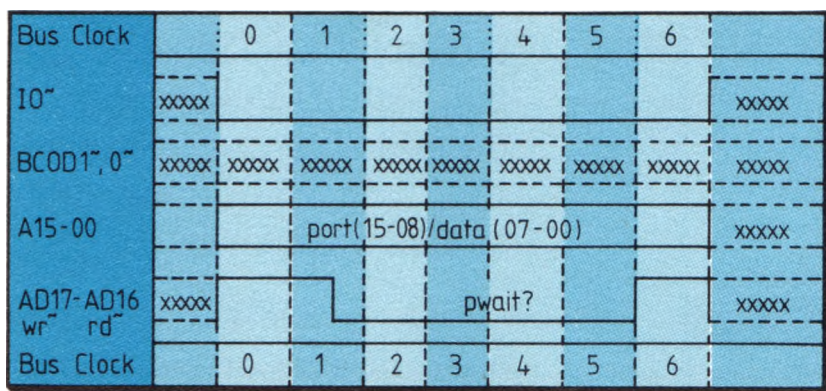 Bus Clock 0 1 2 3 4 5 6
IO~ XXXXX XXXXX
BCOD1~, 0~ XXXXX XXXXX XXXXX XXXXX XXXXX XXXXX XXXXX XXXXX XXXXX
A15-00 port(15-08)/data (07-00) XXXXX
AD17-AD16 XXXXX pwait? XXXXX
wr~ rd~
Bus Clock 0 1 2 3 4 5 6